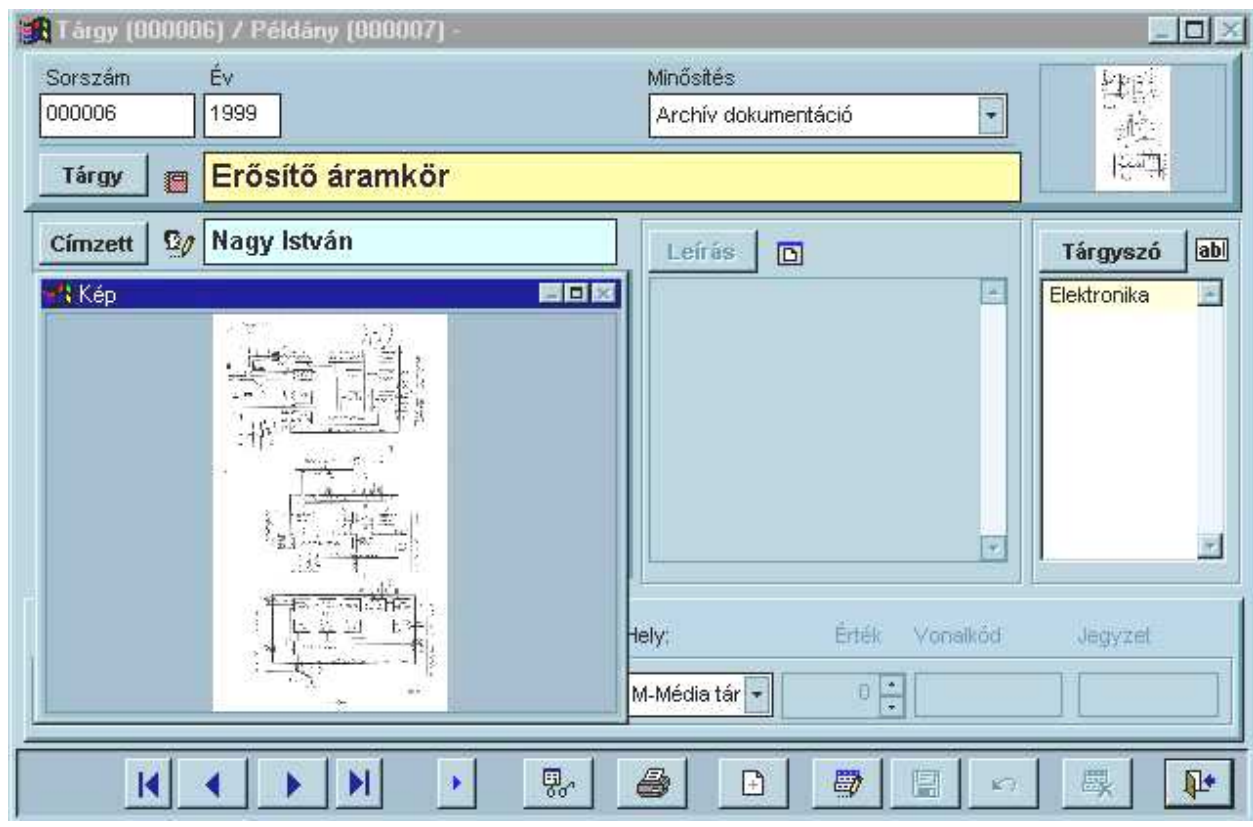 Tárgy (000006) / Példány (000007) -
Sorszám Év Minősítés
000006 1999 Archív dokumentáció
Tárgy Erősítő áramkör
Címzett Nagy István
Leírás Tárgyszó ab
Kép
Elektronika
Hely: Érték Vonalkód Jegyzet
M-Média tár 0